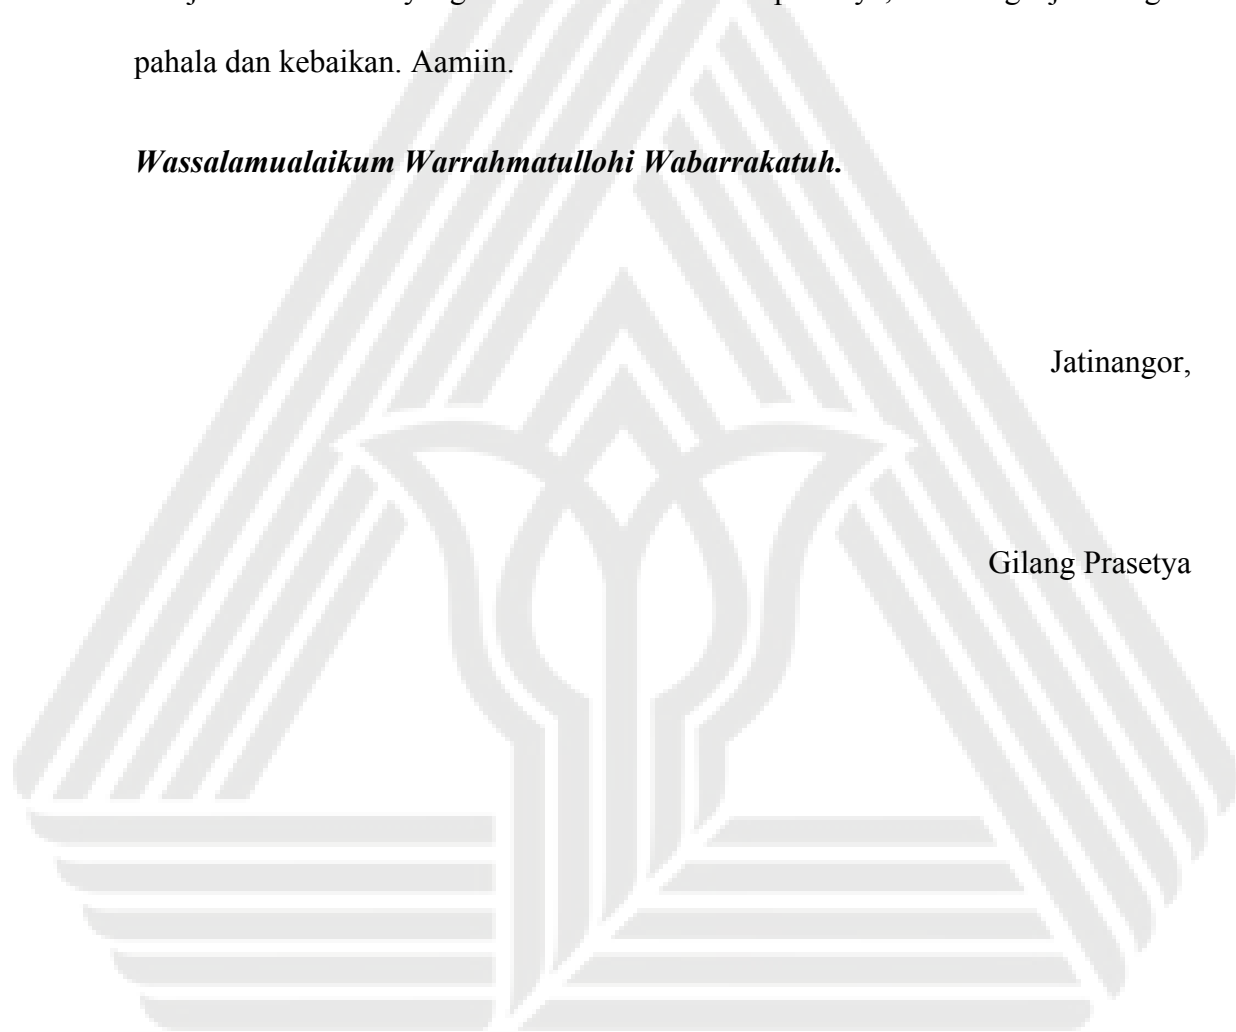 pahala dan kebaikan. Aamiin.
Wassalamualaikum Warrahmatullohi Wabarrakatuh.
Jatinangor,
Gilang Prasetya